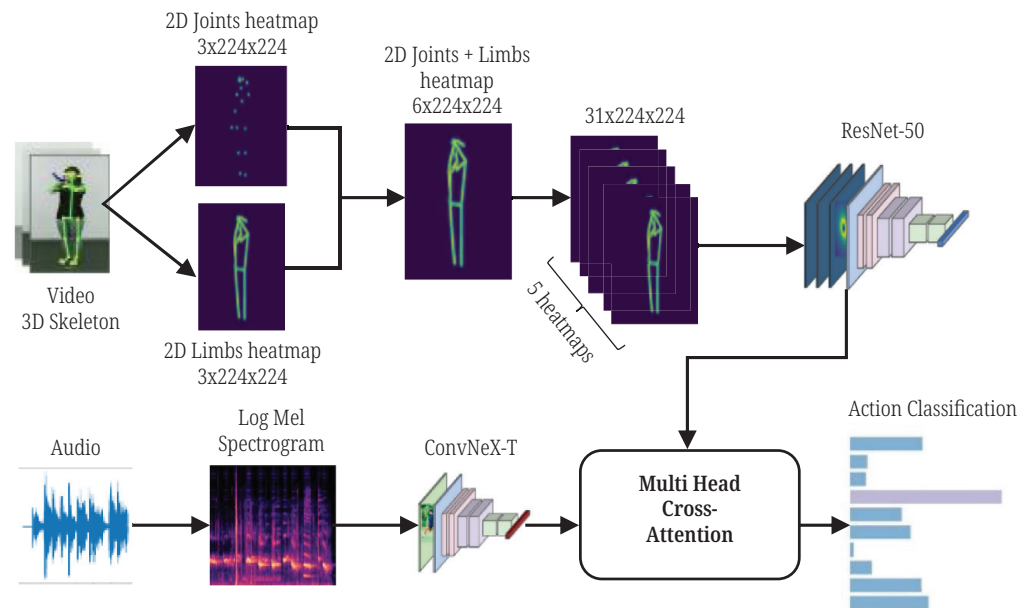 2D Joints heatmap
3x224x224
2D Joints + Limbs
heatmap
6x224x224
31x224x224
ResNet-50
5 heatmaps
Video
3D Skeleton
2D Limbs heatmap
3x224x224
Audio
Log Mel
Spectrogram
ConvNeX-T
Multi Head
Cross-
Attention
Action Classification